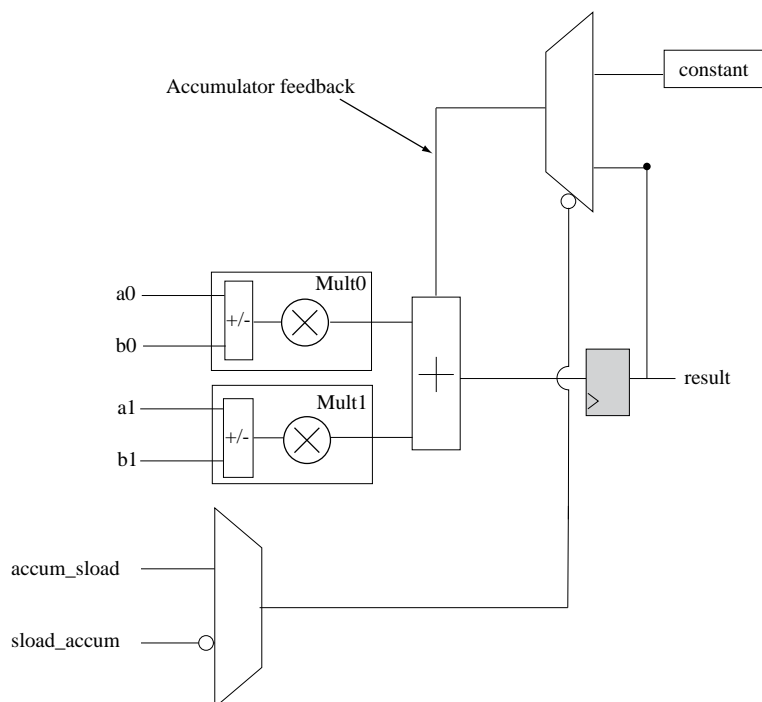 constant
Accumulator feedback
Mult0
a0
+/-
b0
result
Mult1
a1
+/-
b1
accum_sload
sload_accum